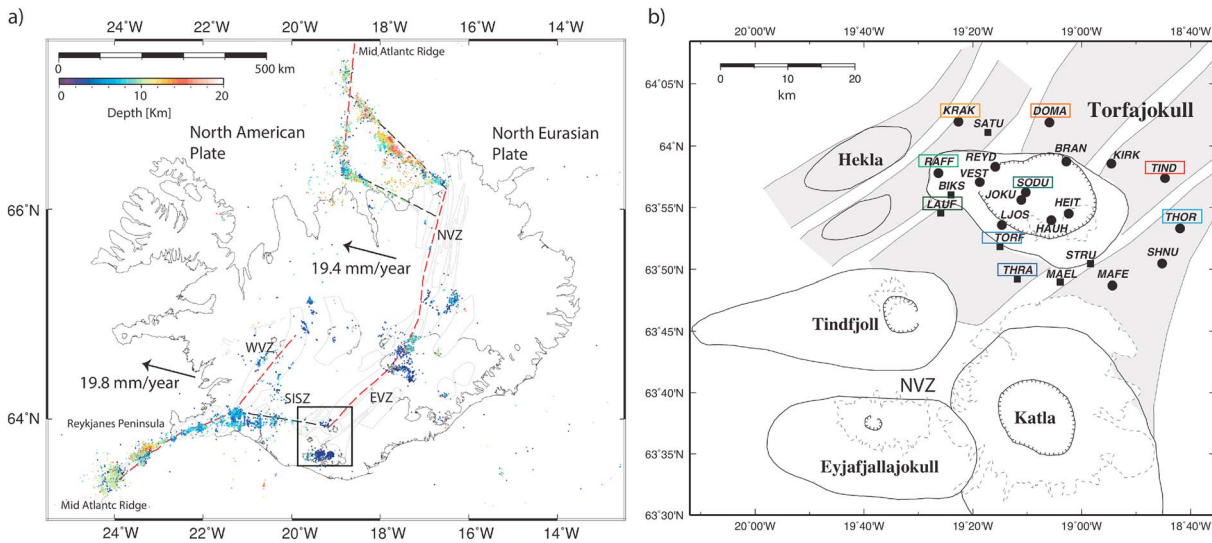 a)
24°W 22°W 20°W 18°W 16°W
Mid Atlantc Ridge
0 500 km
0 10 20
Depth [Km]
North American
Plate
North Eurasian
Plate
66°N
NVZ
19.4 mm/year
WVZ
19.8 mm/year
SISZ
EVZ
64°N
Reykjanes Peninsula
Mid Atlantc Ridge
24°W 22°W 20°W 18°W 16°W
b)
20°00'W 19°40'W 19°20'W 19°00'W 18°40'W
0 10 20
km
64°05'N
KRAK
DOMA
SATU
Torfajokull
64°N
Hekla
BRAN
KIRK
REYD
RAFF
VEST
TIND
BIKS
SODU
63°55'N
LAUF
JOKU
HEIT
LJOS
HAUH
THOR
TORF
STRU
SHNU
63°50'N
THRA
MAEL
MAFE
Tindfjoll
63°45'N
NVZ
63°40'N
Katla
63°35'N
Eyjafjallajokull
63°30'N
20°00'W 19°40'W 19°20'W 19°00'W 18°40'W